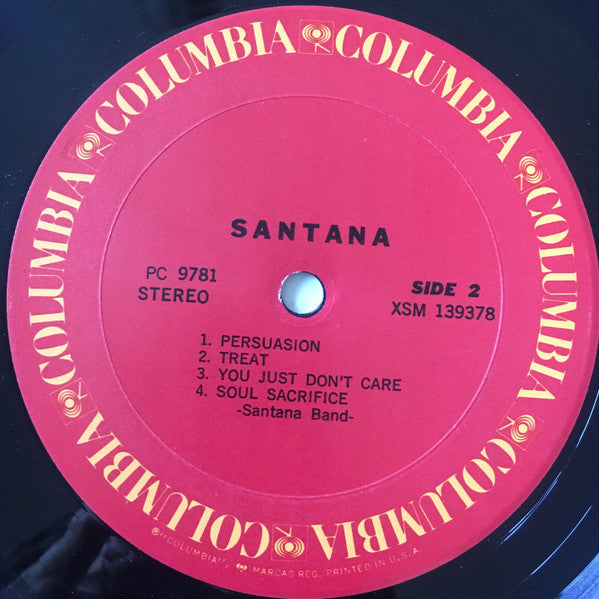 COLUMBIA COLUMBIA COLUMBIA COLUMBIA COLUMBIA COLUMBIA
SANTANA
PC 9781
STEREO
SIDE 2
XSM 139378
1. PERSUASION
2. TREAT
3. YOU JUST DON'T CARE
4. SOUL SACRIFICE
-Santana Band-
® "COLUMBIA", MARCAS REG. PRINTED IN U.S.A.